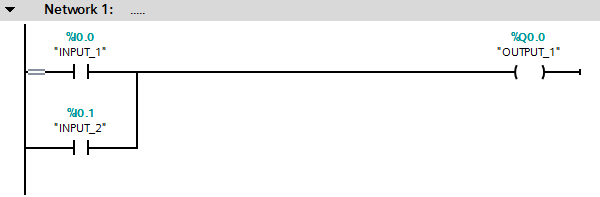 Network 1: .....
%I0.0
"INPUT_1"
%Q0.0
"OUTPUT_1"
%I0.1
"INPUT_2"